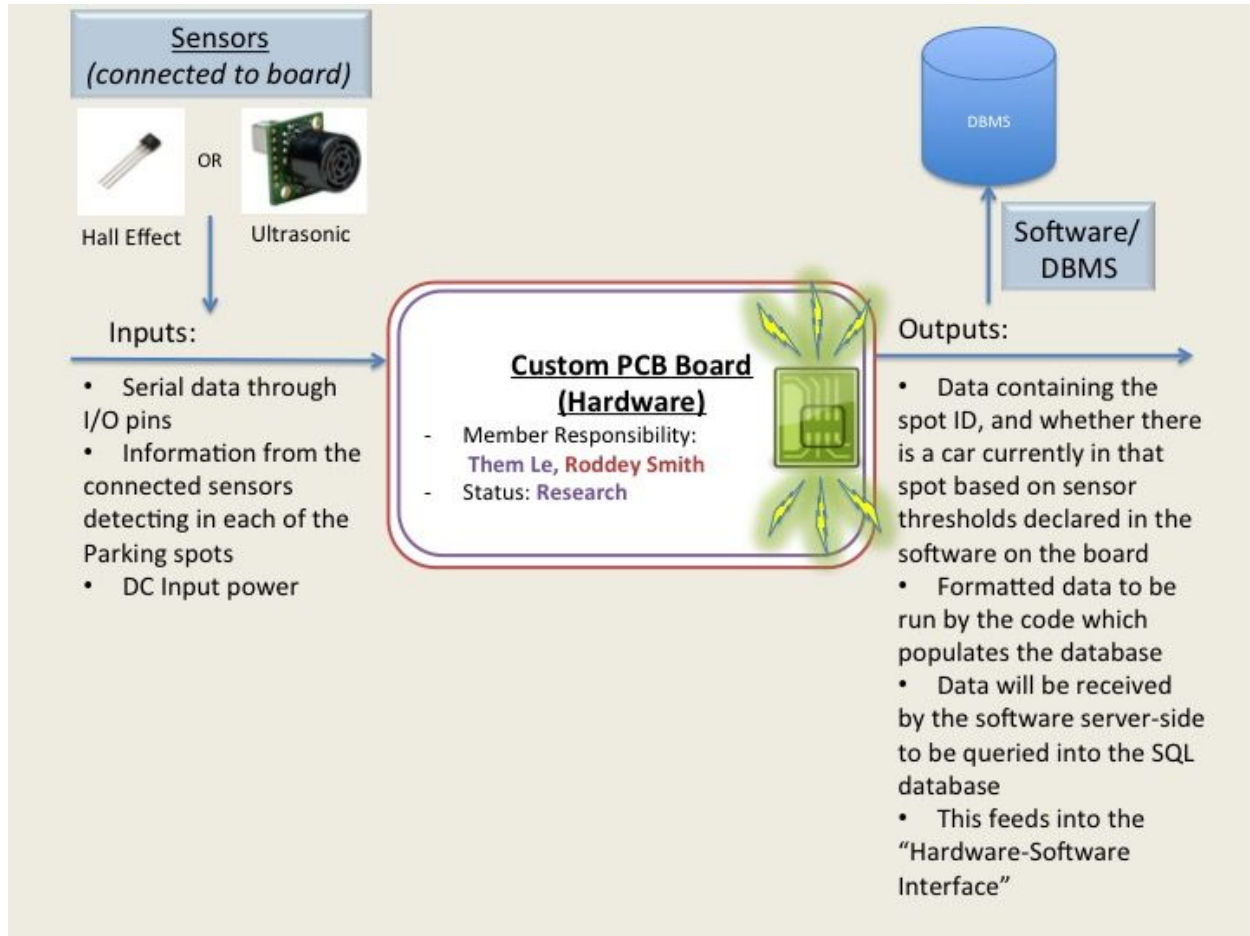 Sensors
(connected to board)
OR
Hall Effect
Ultrasonic
DBMS
Software/
DBMS
Inputs:
• Serial data through
I/O pins
• Information from the
connected sensors
detecting in each of the
Parking spots
• DC Input power
Custom PCB Board
(Hardware)
- Member Responsibility:
Them Le, Roddey Smith
- Status: Research
Outputs:
• Data containing the
spot ID, and whether there
is a car currently in that
spot based on sensor
thresholds declared in the
software on the board
• Formatted data to be
run by the code which
populates the database
• Data will be received
by the software server-side
to be queried into the SQL
database
• This feeds into the
“Hardware-Software
Interface”